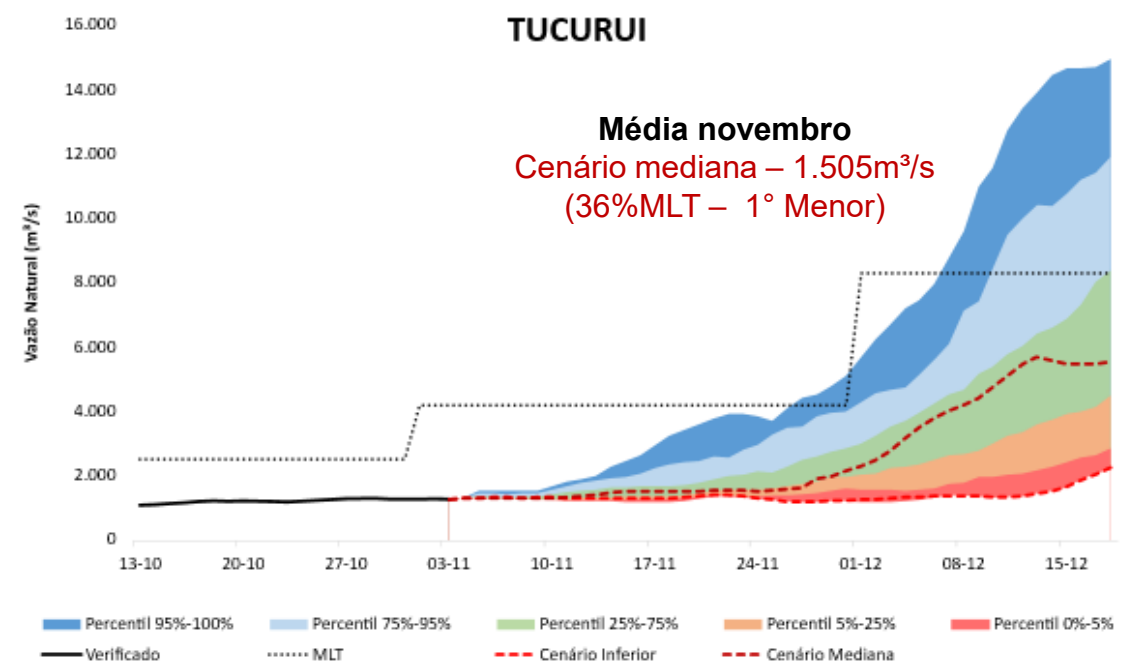 TUCURUI
Média novembro
Cenário mediana – 1.505m³/s
(36%MLT – 1° Menor)
Vazão Natural (m³/s)
16.000
14.000
12.000
10.000
8.000
6.000
4.000
2.000
0
13-10 20-10 27-10 03-11 10-11 17-11 24-11 01-12 08-12 15-12
Percentil 95%-100% Percentil 75%-95% Percentil 25%-75% Percentil 5%-25% Percentil 0%-5%
Verificado MLT Cenário Inferior Cenário Mediana